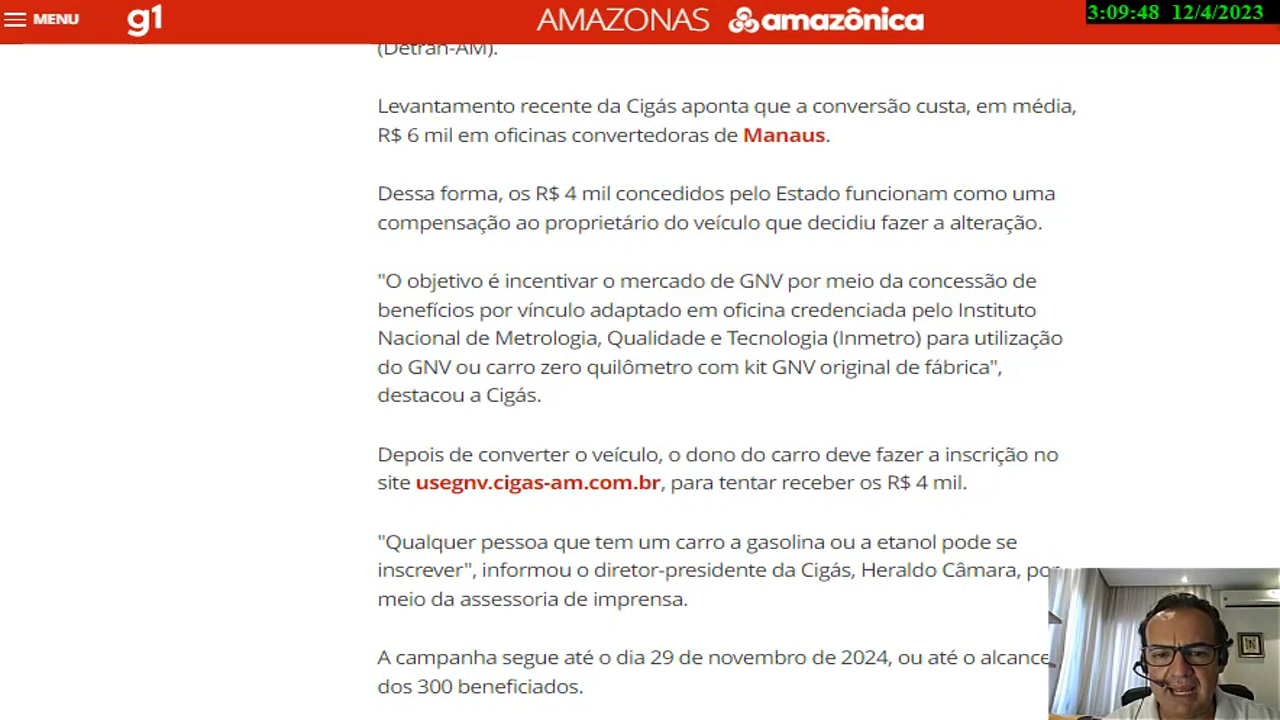 MENU
g1
AMAZONAS amazônica
3:09:48 12/4/2023
(Detran-AM).
Levantamento recente da Cigás aponta que a conversão custa, em média,
R$ 6 mil em oficinas convertedoras de Manaus.
Dessa forma, os R$ 4 mil concedidos pelo Estado funcionam como uma
compensação ao proprietário do veículo que decidiu fazer a alteração.
"O objetivo é incentivar o mercado de GNV por meio da concessão de
benefícios por vínculo adaptado em oficina credenciada pelo Instituto
Nacional de Metrologia, Qualidade e Tecnologia (Inmetro) para utilização
do GNV ou carro zero quilômetro com kit GNV original de fábrica",
destacou a Cigás.
Depois de converter o veículo, o dono do carro deve fazer a inscrição no
site usegnv.cigas-am.com.br, para tentar receber os R$ 4 mil.
"Qualquer pessoa que tem um carro a gasolina ou a etanol pode se
inscrever", informou o diretor-presidente da Cigás, Heraldo Câmara, por
meio da assessoria de imprensa.
A campanha segue até o dia 29 de novembro de 2024, ou até o alcance
dos 300 beneficiados.